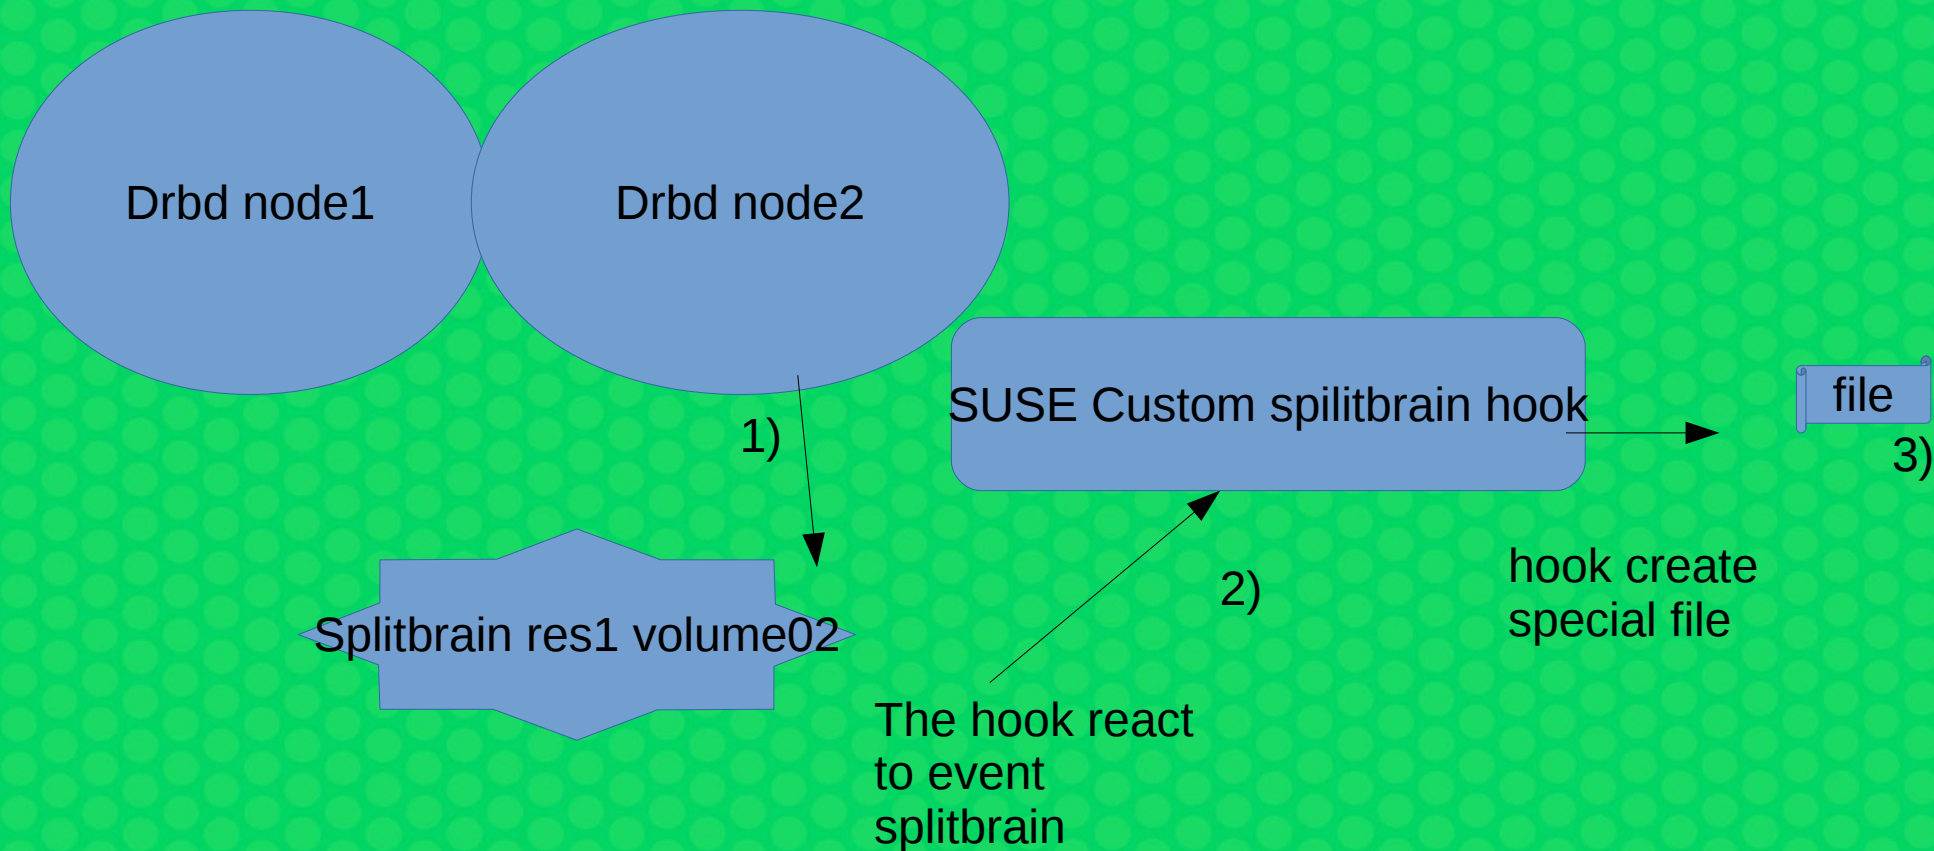 Drbd node1
Drbd node2
SUSE Custom spilitbrain hook
file
1)
3)
2)
hook create
special file
Splitbrain res1 volume02
The hook react
to event
splitbrain